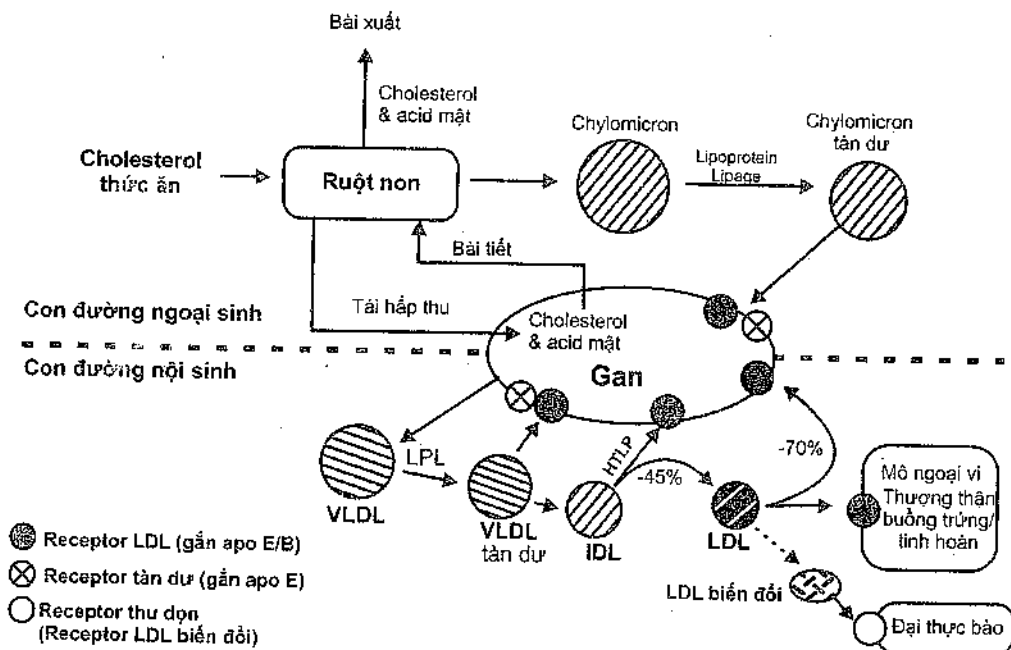 Bài xuất
Cholesterol
& acid mật
Chylomicron
Chylomicron
tàn dư
Cholesterol
thức ăn
Ruột non
Lipoprotein
Lipage
Bài tiết
Con đường ngoại sinh
Tái hấp thu
Cholesterol
& acid mật
Con đường nội sinh
Gan
LPL
HTLP
-45%
-70%
VLDL
VLDL
tàn dư
IDL
LDL
Mô ngoại vi
Thượng thận
buồng trứng/
tinh hoàn
Receptor LDL (gắn apo E/B)
Receptor tàn dư (gắn apo E)
Receptor thu dọn
(Receptor LDL biến đổi)
LDL biến đổi
Đại thực bào